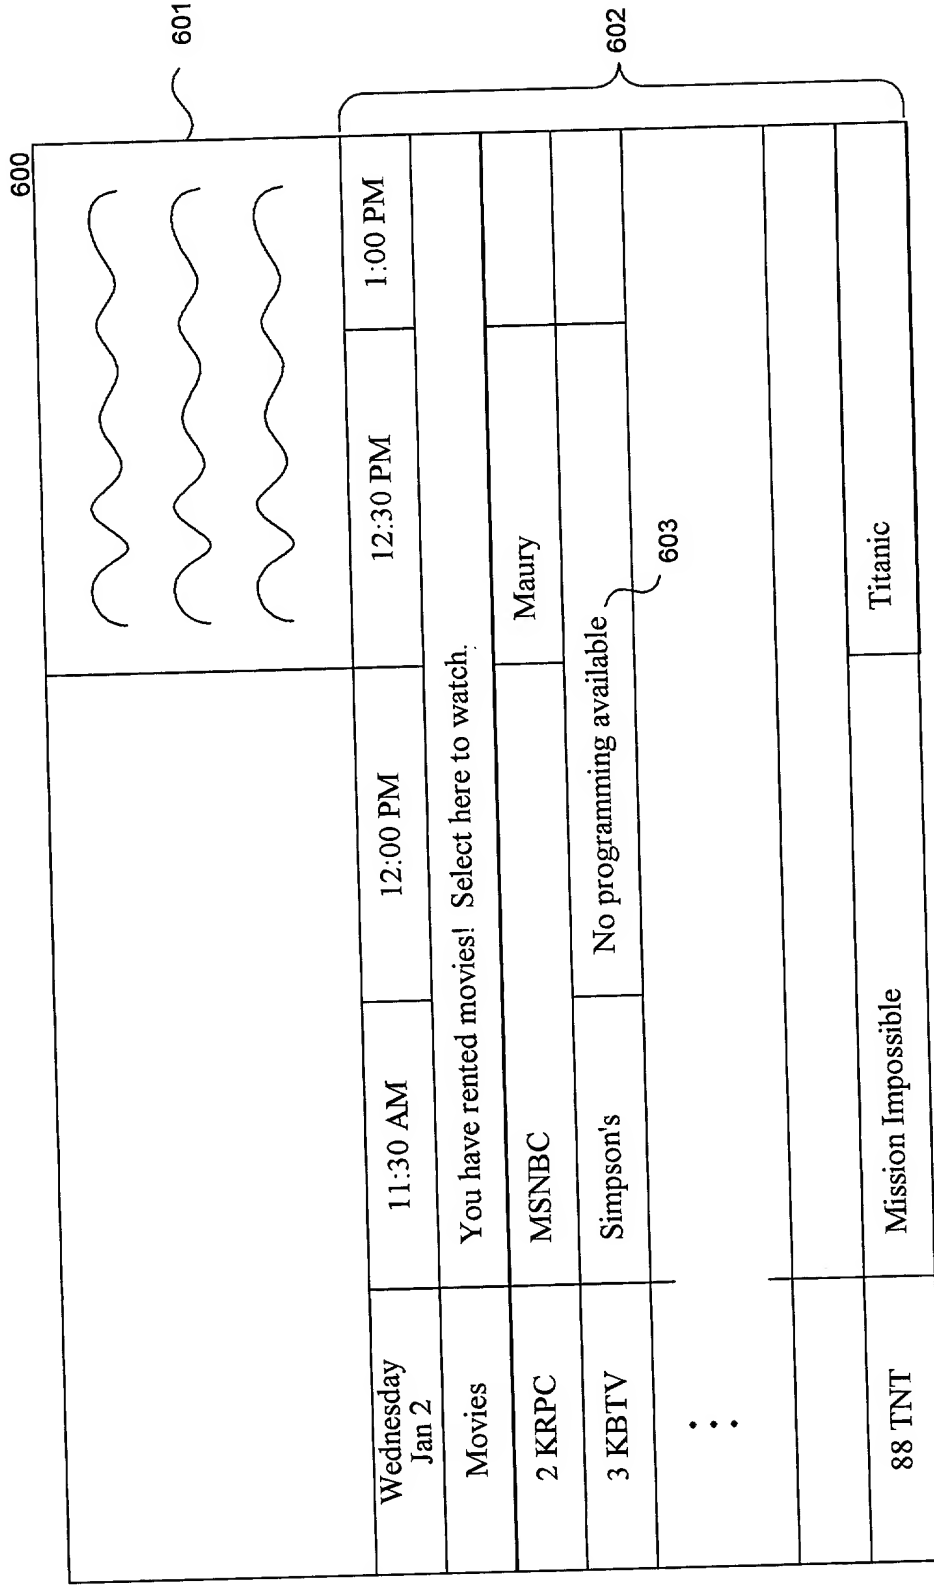 600
601
602
Wednesday
Jan 2
11:30 AM
12:00 PM
12:30 PM
1:00 PM
Movies
You have rented movies! Select here to watch.
2 KRPC
MSNBC
Maury
3 KBTV
Simpson's
No programming available
603
...
88 TNT
Mission Impossible
Titanic